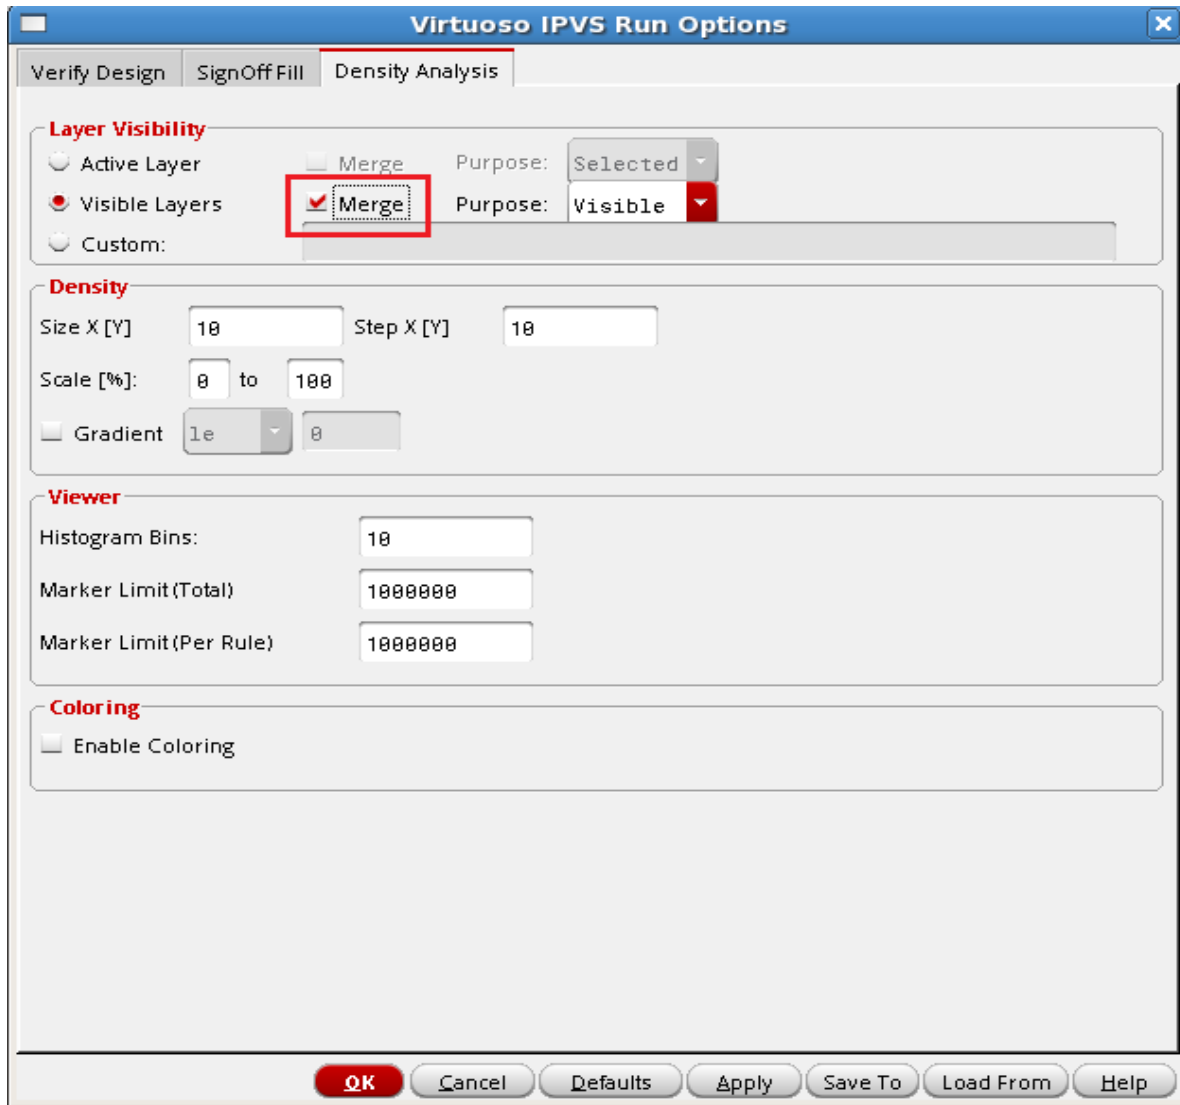 Virtuoso IPVS Run Options
Verify Design SignOff Fill Density Analysis
Layer Visibility
Active Layer Merge Purpose: Selected
Visible Layers Merge Purpose: Visible
Custom:
Density
Size X [Y] 10 Step X [Y] 10
Scale [%]: 0 to 100
Gradient le 0
Viewer
Histogram Bins: 10
Marker Limit (Total) 1000000
Marker Limit (Per Rule) 1000000
Coloring
Enable Coloring
OK Cancel Defaults Apply Save To Load From Help